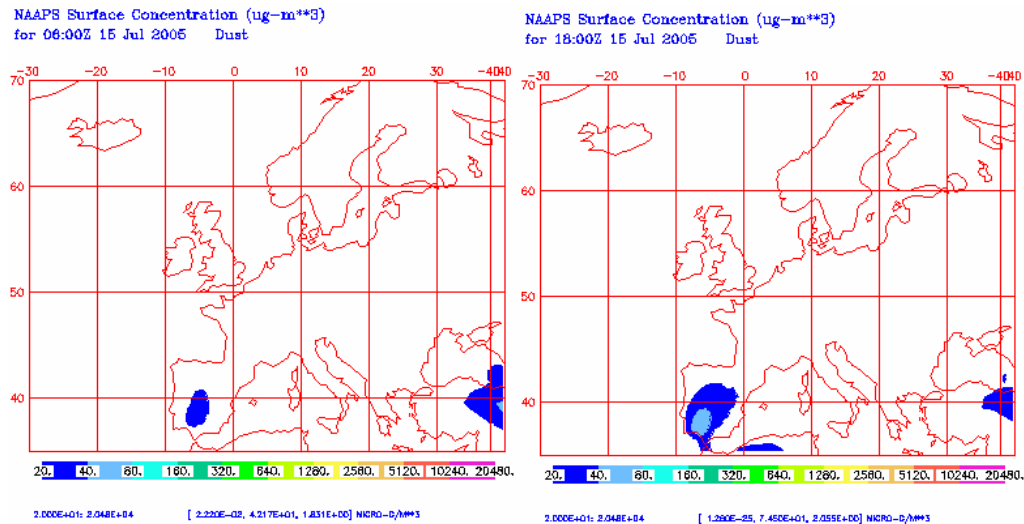 NAAPS Surface Concentration (ug-m**3)
for 06:00Z 15 Jul 2005 Dust
-30 -20 -10 0 10 20 30 -4040
70
60
50
40
20. 40. 80. 160. 320. 640. 1280. 2560. 5120. 10240. 20480.
2.000E+01: 2.048E+04 [ 2.220E-02, 4.217E+01, 1.831E+00] MICRO-G/M**3
NAAPS Surface Concentration (ug-m**3)
for 18:00Z 15 Jul 2005 Dust
-30 -20 -10 0 10 20 30 -4040
70
60
50
40
20. 40. 80. 160. 320. 640. 1280. 2560. 5120. 10240. 20480.
2.000E+01: 2.048E+04 [ 1.260E-25, 7.450E+01, 2.055E+00] MICRO-G/M**3